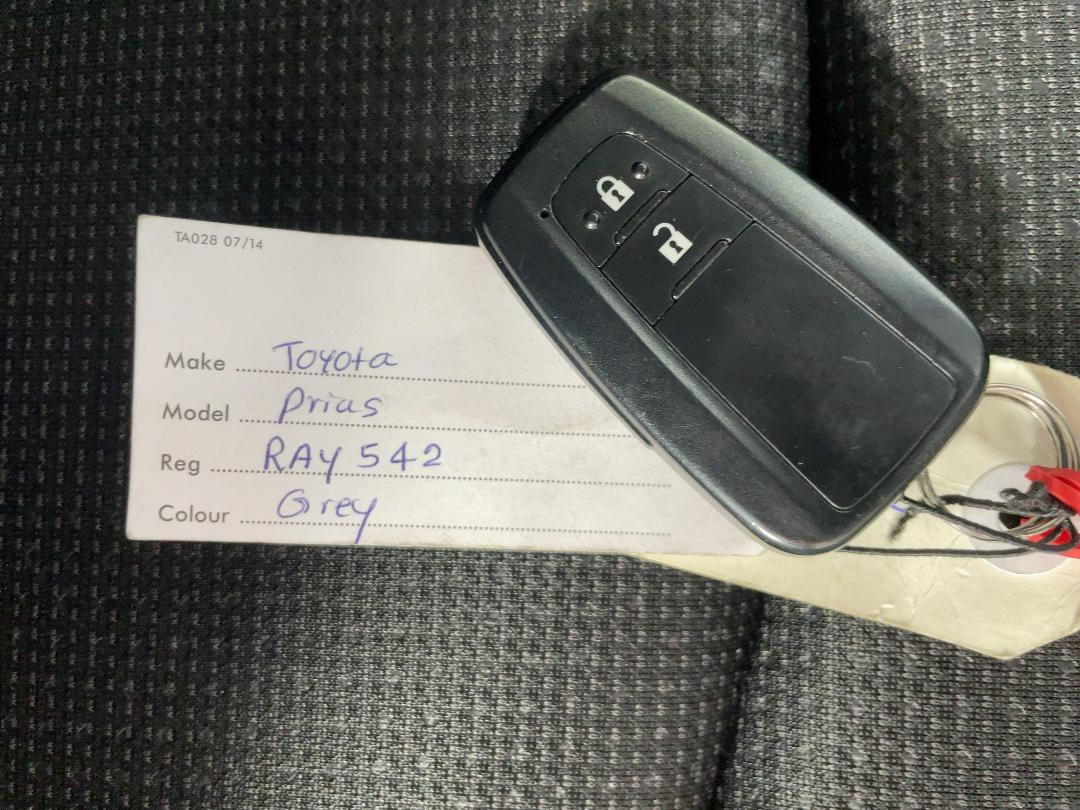 TA028 07/14
Make Toyota
Model Prius
Reg RAY 542
Colour Grey